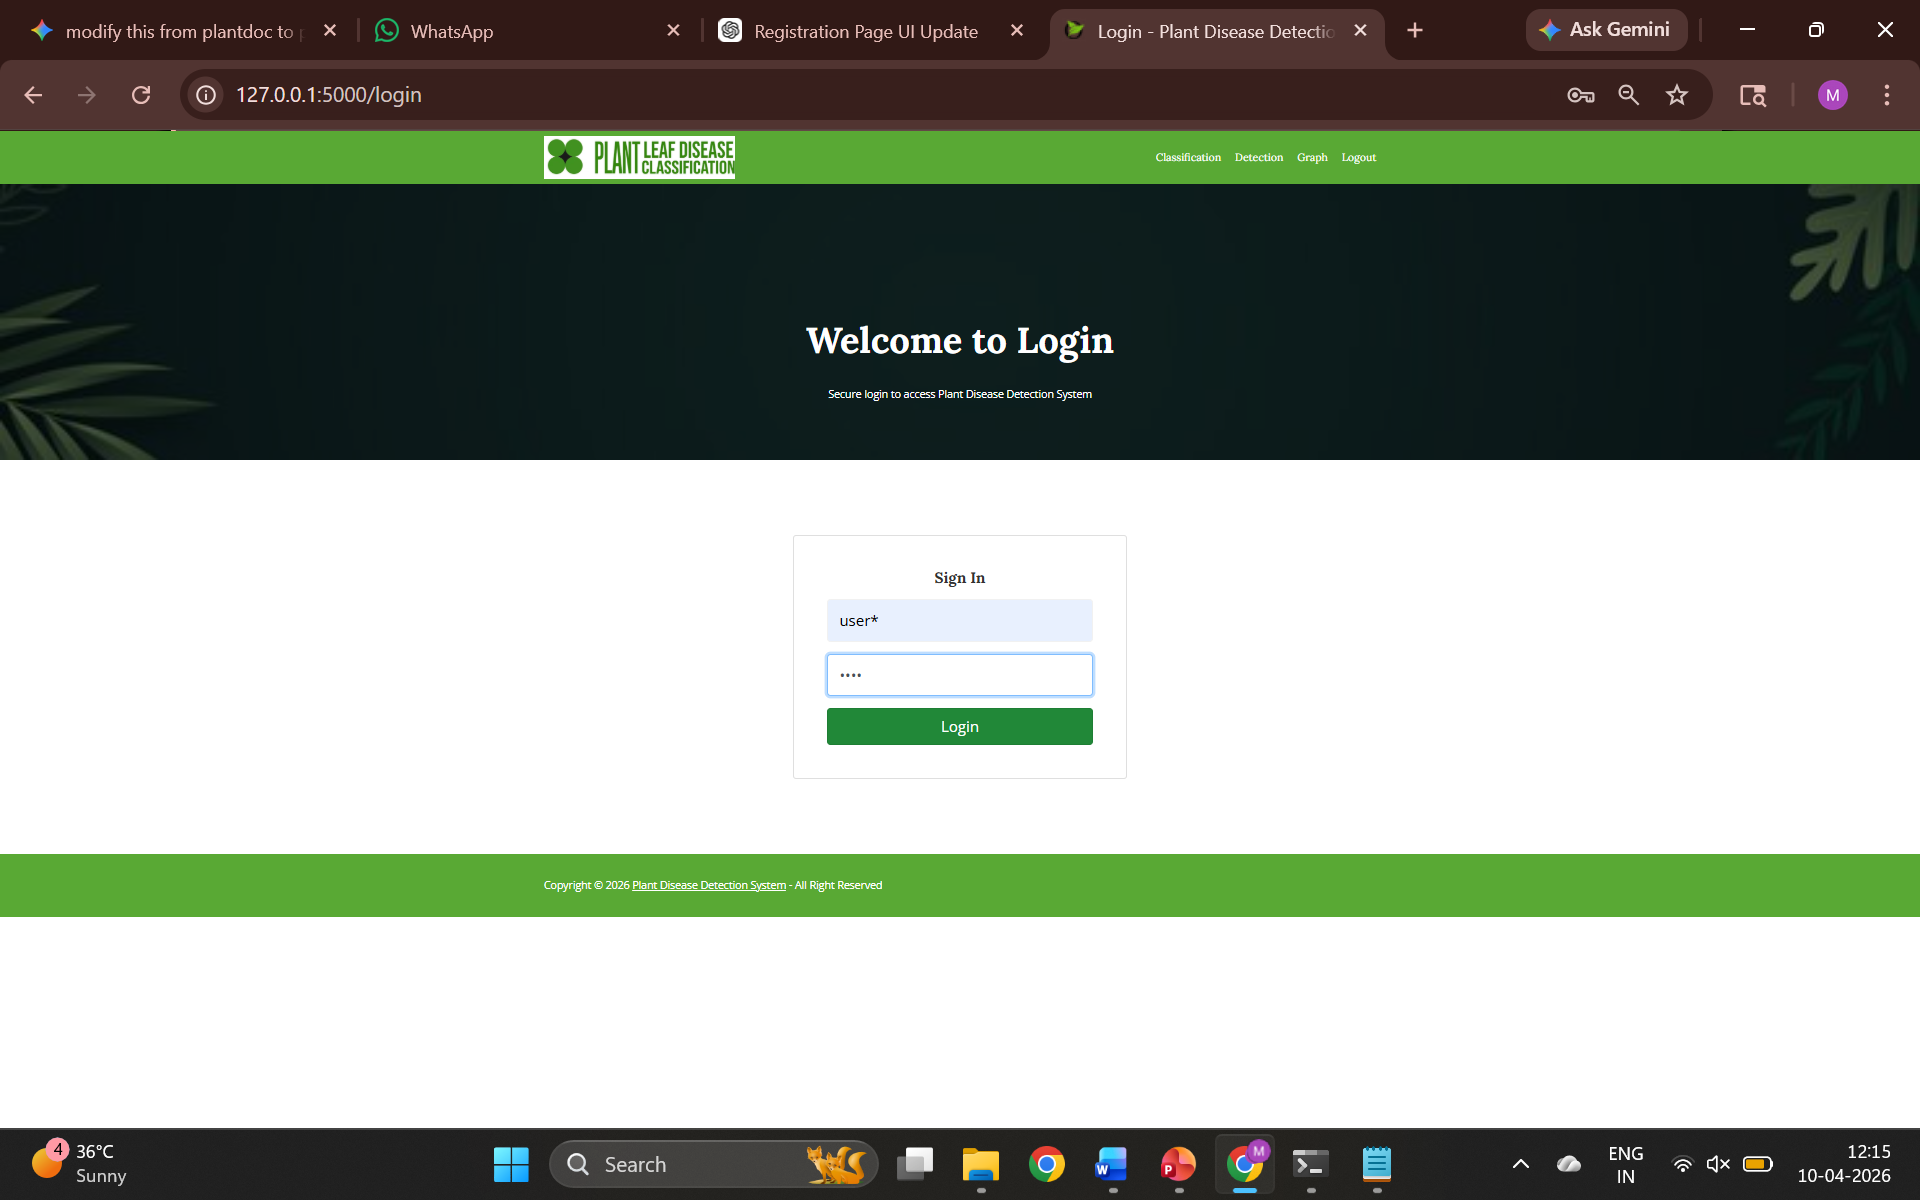 modify this from plantdoc to
WhatsApp
Registration Page UI Update
Login - Plant Disease Detectio
Ask Gemini
127.0.0.1:5000/login
M
PLANT LEAF DISEASE CLASSIFICATION
Classification Detection Graph Logout
Welcome to Login
Secure login to access Plant Disease Detection System
Sign In
user*
••••
Login
Copyright © 2026 Plant Disease Detection System - All Right Reserved
4
36°C
Sunny
Search
W
P
M
ENG
IN
12:15
10-04-2026